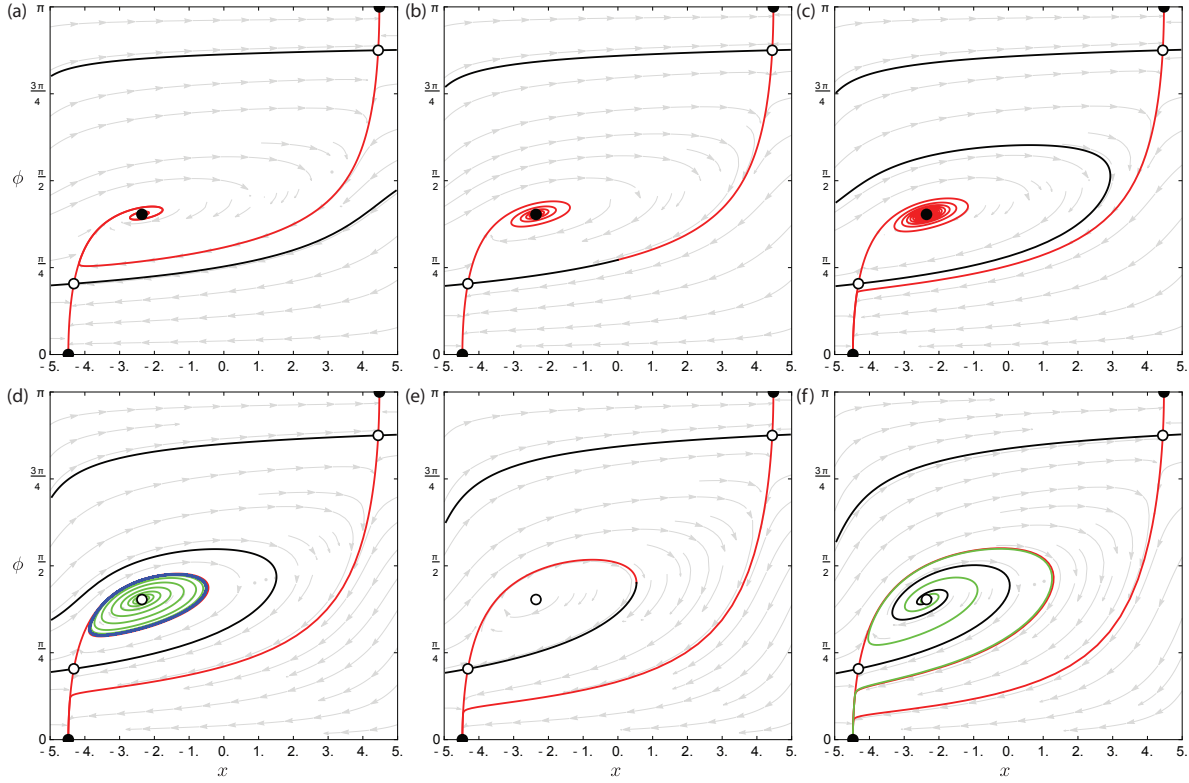 (a) π (b) π (c) π
3π/4 3π/4 3π/4
ϕ π/2 π/2 π/2
π/4 π/4 π/4
0 0 0
- 5. - 4. - 3. - 2. - 1. 0. 1. 2. 3. 4. 5. - 5. - 4. - 3. - 2. - 1. 0. 1. 2. 3. 4. 5. - 5. - 4. - 3. - 2. - 1. 0. 1. 2. 3. 4. 5.
(d) π (e) π (f) π
3π/4 3π/4 3π/4
ϕ π/2 π/2 π/2
π/4 π/4 π/4
0 0 0
- 5. - 4. - 3. - 2. - 1. 0. 1. 2. 3. 4. 5. - 5. - 4. - 3. - 2. - 1. 0. 1. 2. 3. 4. 5. - 5. - 4. - 3. - 2. - 1. 0. 1. 2. 3. 4. 5.
x x x